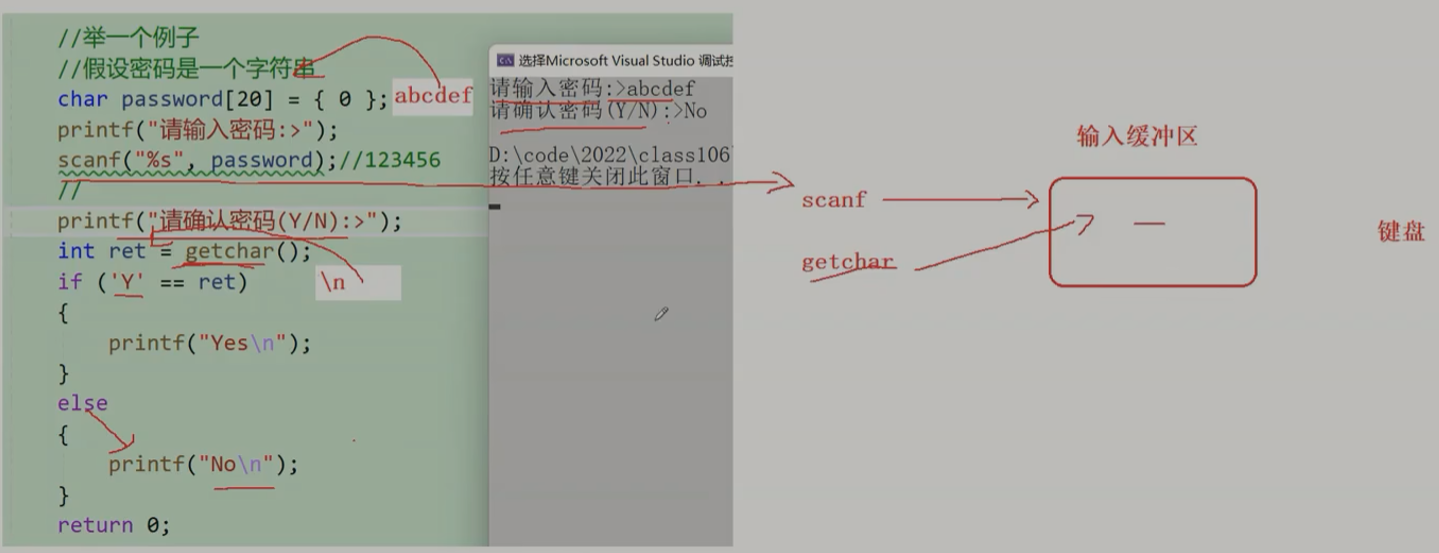 //举一个例子
//假设密码是一个字符串
char password[20] = { 0 };
abcdef
printf("请输入密码:>");
scanf("%s", password);//123456
//
printf("请确认密码(Y/N):>");
int ret = getchar();
if ('Y' == ret)
\n
{
printf("Yes\n");
}
else
{
printf("No\n");
}
return 0;
选择Microsoft Visual Studio 调试
请输入密码:>abcdef
请确认密码(Y/N):>No
D:\code\2022\class106
按任意键关闭此窗口. .
scanf
getchar
输入缓冲区
键盘